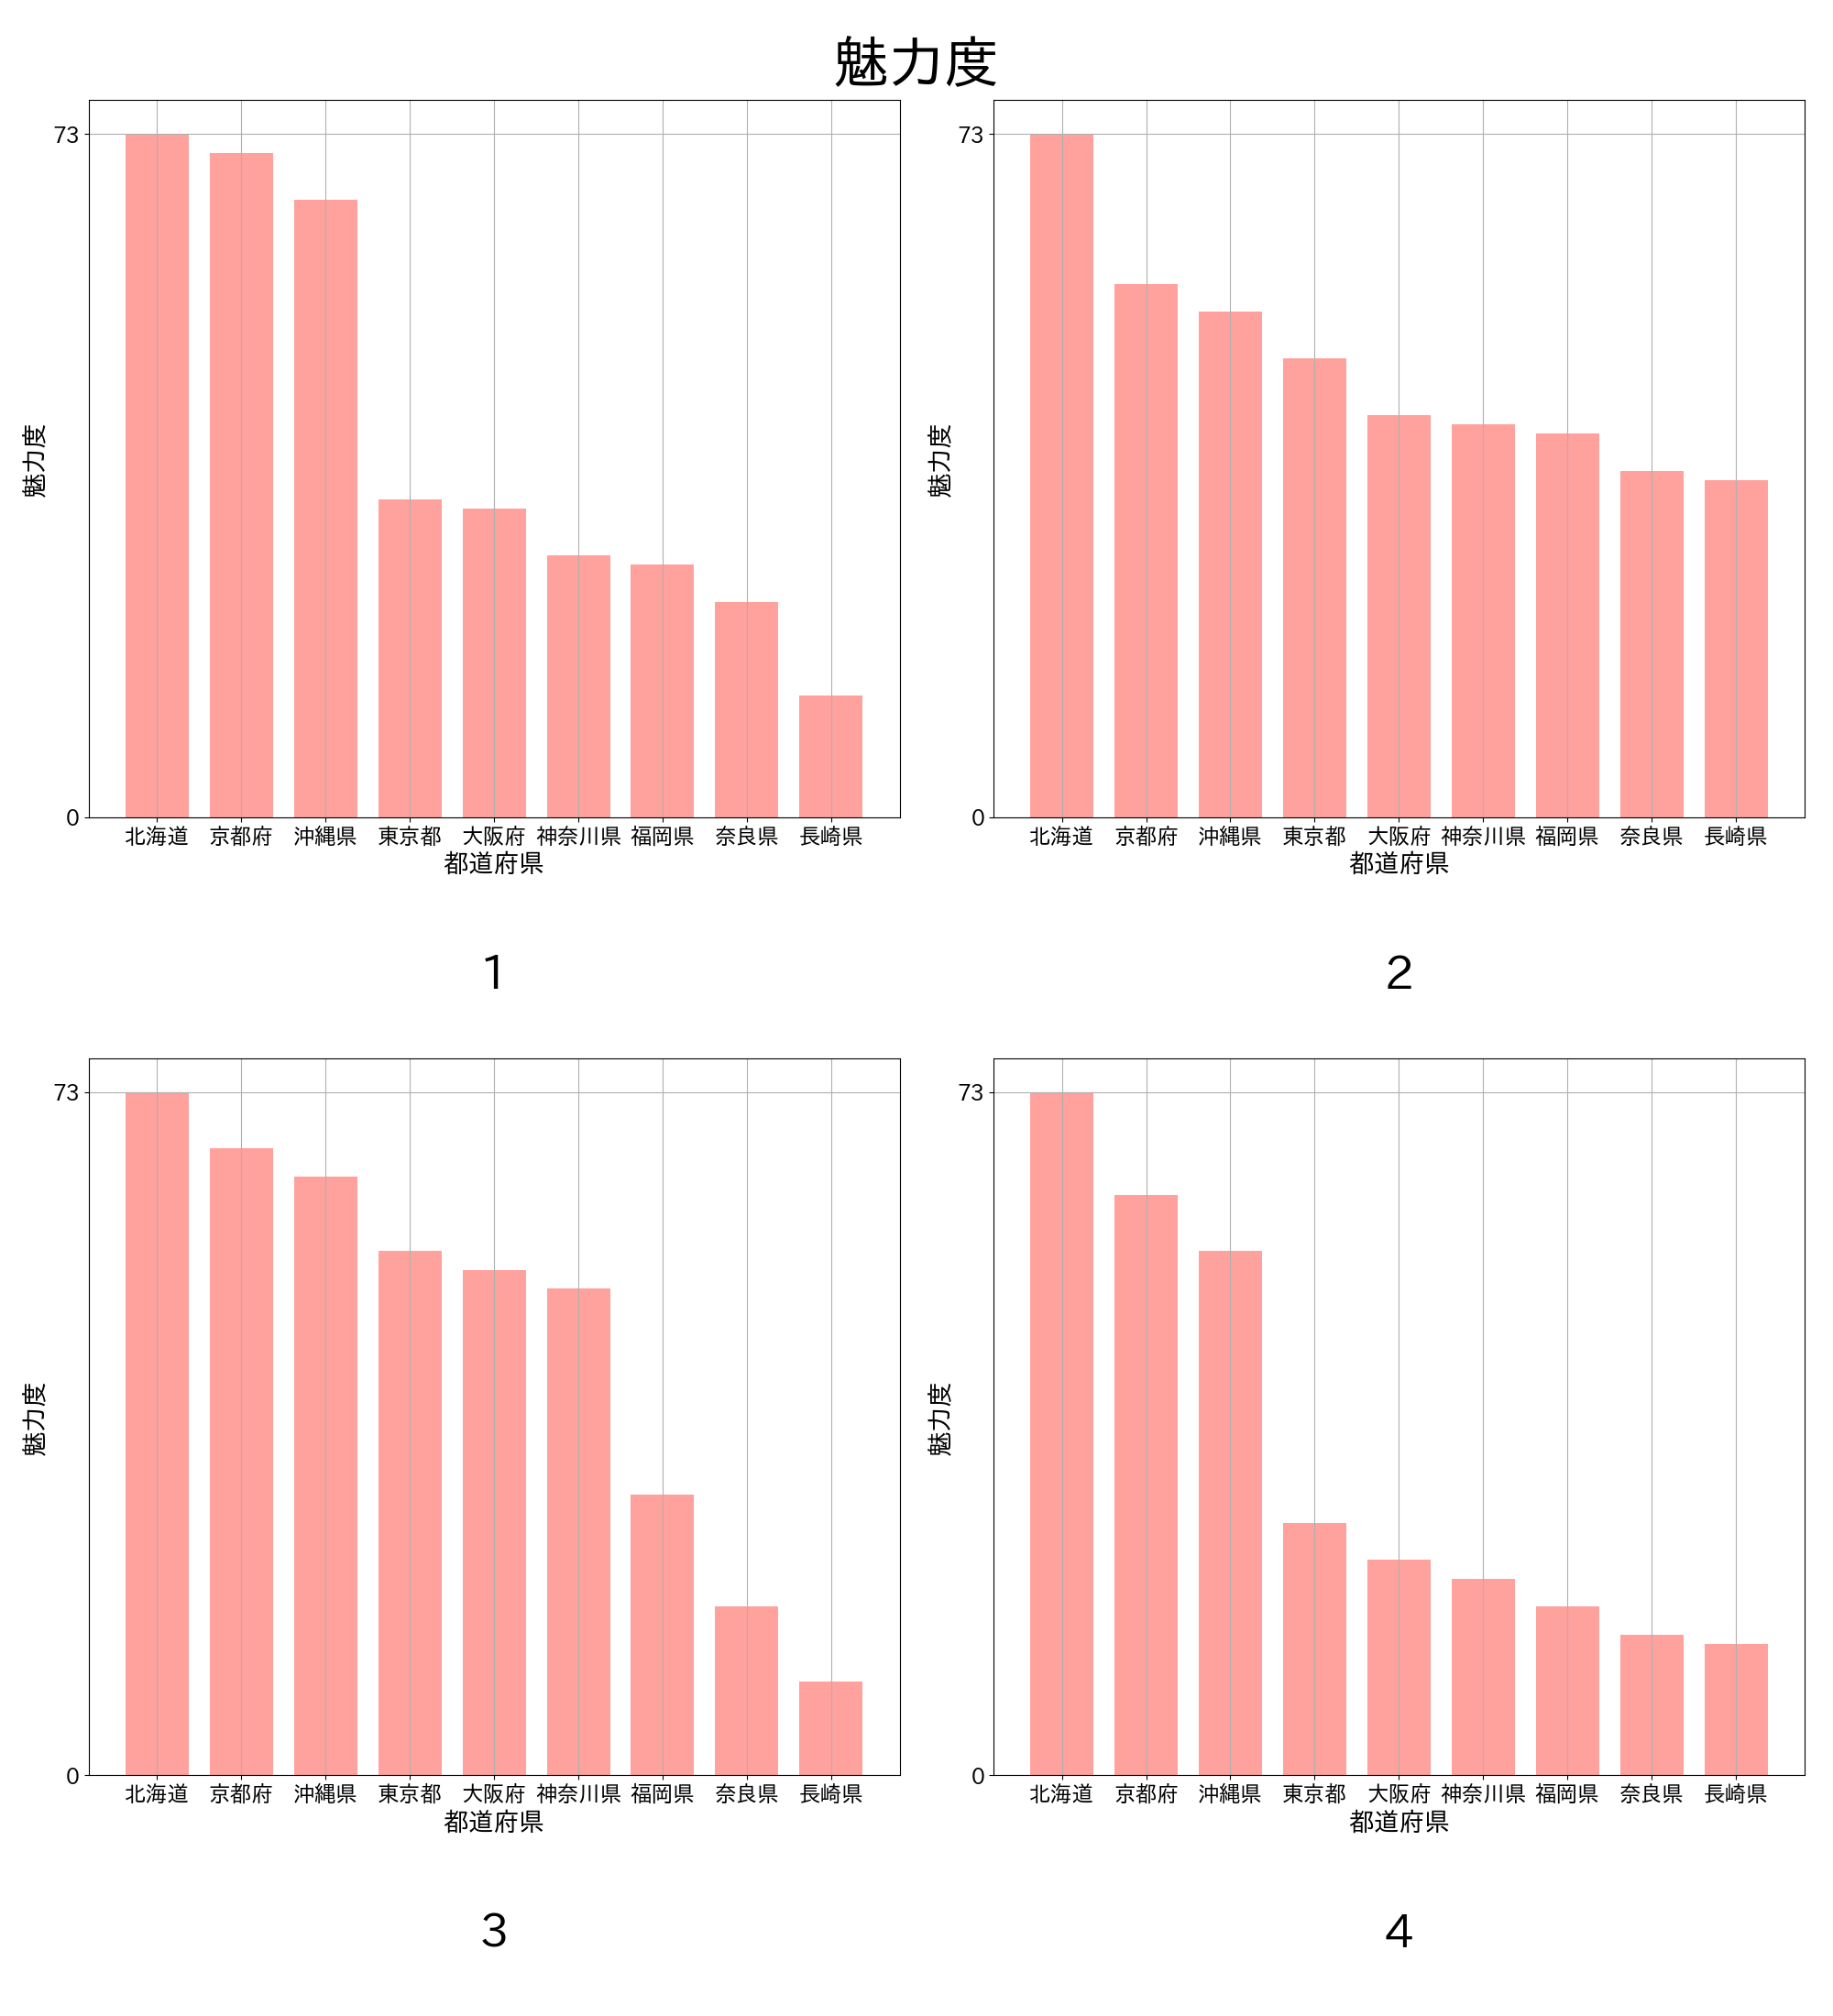 魅力度
73
0
魅力度
北海道 京都府 沖縄県 東京都 大阪府 神奈川県 福岡県 奈良県 長崎県
都道府県
1
73
0
魅力度
北海道 京都府 沖縄県 東京都 大阪府 神奈川県 福岡県 奈良県 長崎県
都道府県
2
73
0
魅力度
北海道 京都府 沖縄県 東京都 大阪府 神奈川県 福岡県 奈良県 長崎県
都道府県
3
73
0
魅力度
北海道 京都府 沖縄県 東京都 大阪府 神奈川県 福岡県 奈良県 長崎県
都道府県
4